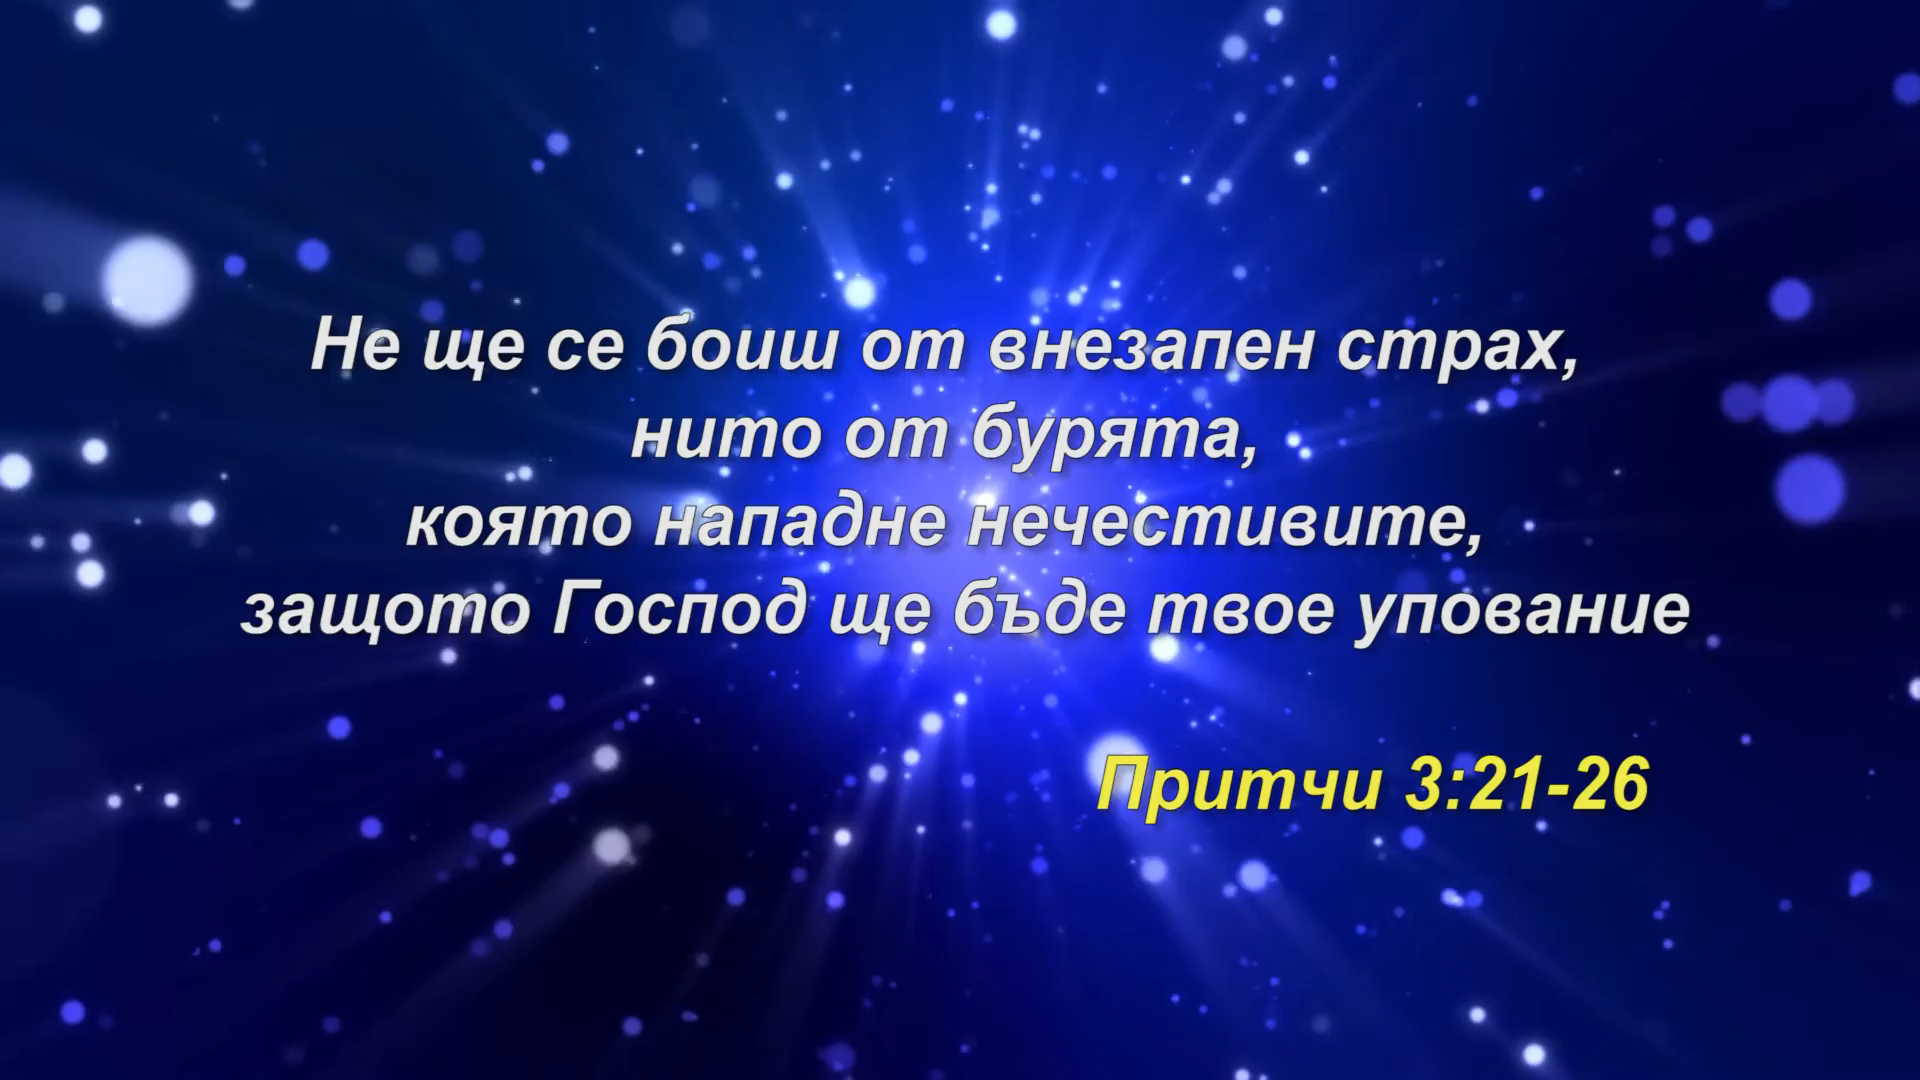 Не ще се боиш от внезапен страх,
нито от бурята,
която нападне нечестивите,
защото Господ ще бъде твое упование
Притчи 3:21-26